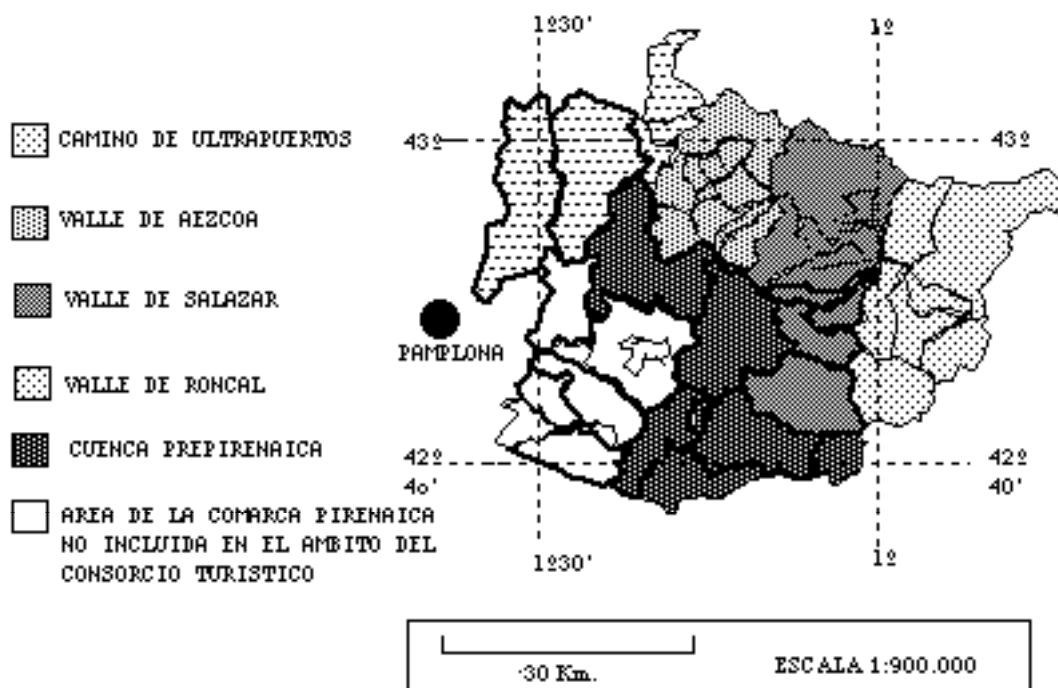 1º30'
1º
43º
43º
CAMINO DE ULTRAPUERTOS
VALLE DE AEZCOA
VALLE DE SALAZAR
PAMPLONA
VALLE DE RONCAL
CUENCA PREPIRENAICA
42º
4o'
42º
40'
AREA DE LA COMARCA PIRENAICA
NO INCLUIDA EN EL AMBITO DEL
CONSORCIO TURISTICO
1º30'
1º
30 Km.
ESCALA 1:900.000